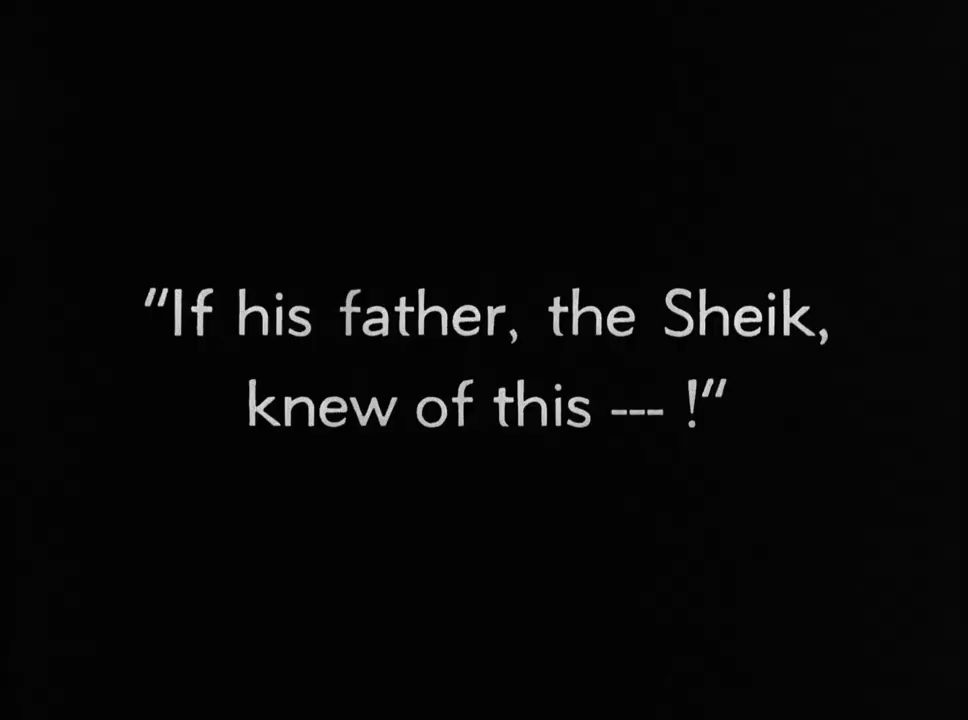 "If his father, the Sheik,
knew of this --- !"